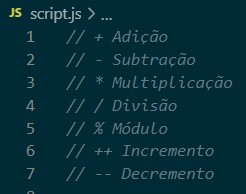 JS script.js > ...
1 // + Adição
2 // - Subtração
3 // * Multiplicação
4 // / Divisão
5 // % Módulo
6 // ++ Incremento
7 // -- Decremento